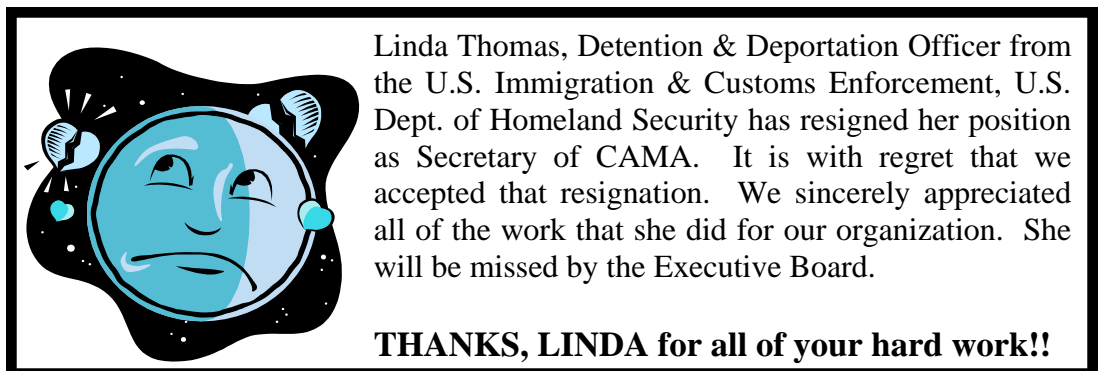 Linda Thomas, Detention & Deportation Officer from
the U.S. Immigration & Customs Enforcement, U.S.
Dept. of Homeland Security has resigned her position
as Secretary of CAMA. It is with regret that we
accepted that resignation. We sincerely appreciated
all of the work that she did for our organization. She
will be missed by the Executive Board.
THANKS, LINDA for all of your hard work!!